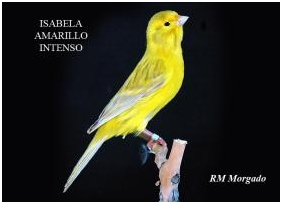 ISABELA
AMARILLO
INTENSO
RM Morgado